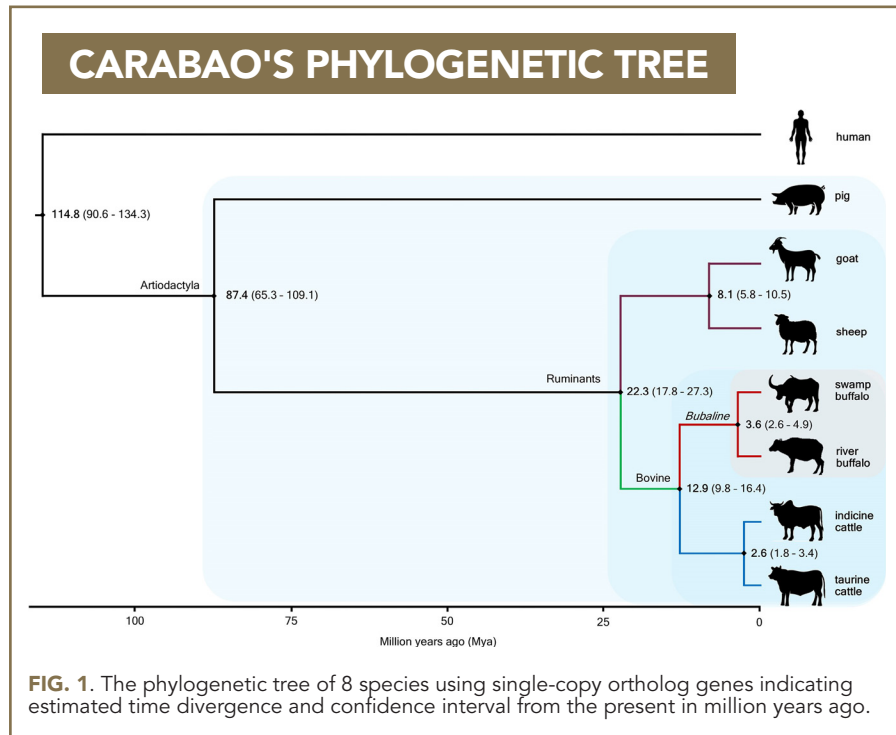 CARABAO'S PHYLOGENETIC TREE
human
pig
114.8 (90.6 - 134.3)
goat
Artiodactyla
87.4 (65.3 - 109.1)
8.1 (5.8 - 10.5)
sheep
Ruminants
22.3 (17.8 - 27.3)
swamp
buffalo
Bubaline
3.6 (2.6 - 4.9)
river
buffalo
Bovine
12.9 (9.8 - 16.4)
indicine
cattle
2.6 (1.8 - 3.4)
taurine
cattle
100
75
50
25
0
Million years ago (Mya)
FIG. 1. The phylogenetic tree of 8 species using single-copy ortholog genes indicating
estimated time divergence and confidence interval from the present in million years ago.